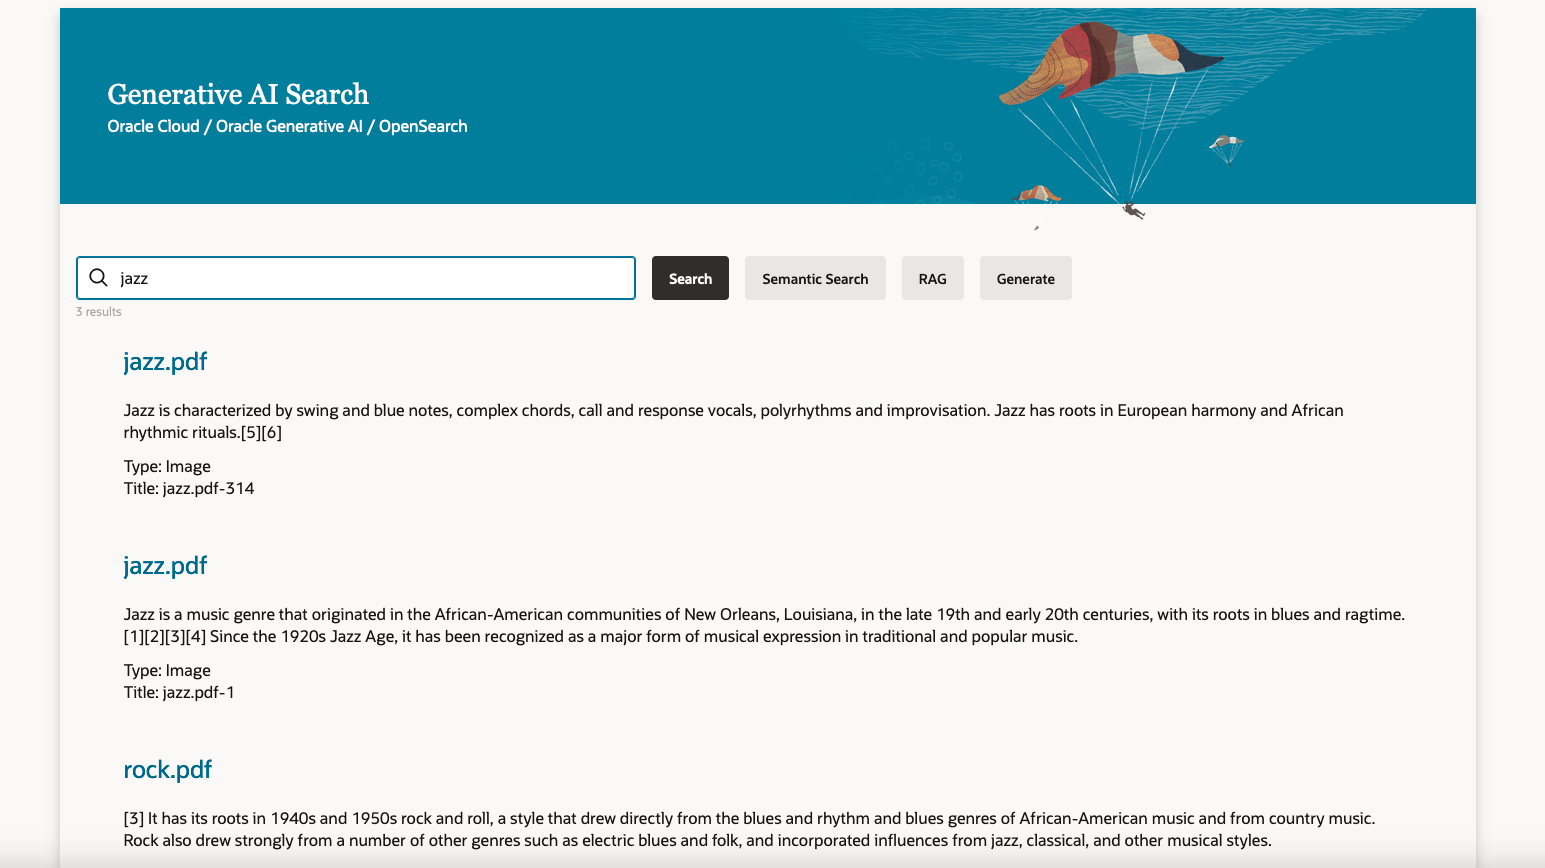 Generative AI Search
Oracle Cloud / Oracle Generative AI / OpenSearch
jazz
Search
Semantic Search
RAG
Generate
3 results
jazz.pdf
Jazz is characterized by swing and blue notes, complex chords, call and response vocals, polyrhythms and improvisation. Jazz has roots in European harmony and African
rhythmic rituals.[5][6]
Type: Image
Title: jazz.pdf-314
jazz.pdf
Jazz is a music genre that originated in the African-American communities of New Orleans, Louisiana, in the late 19th and early 20th centuries, with its roots in blues and ragtime.
[1][2][3][4] Since the 1920s Jazz Age, it has been recognized as a major form of musical expression in traditional and popular music.
Type: Image
Title: jazz.pdf-1
rock.pdf
[3] It has its roots in 1940s and 1950s rock and roll, a style that drew directly from the blues and rhythm and blues genres of African-American music and from country music.
Rock also drew strongly from a number of other genres such as electric blues and folk, and incorporated influences from jazz, classical, and other musical styles.